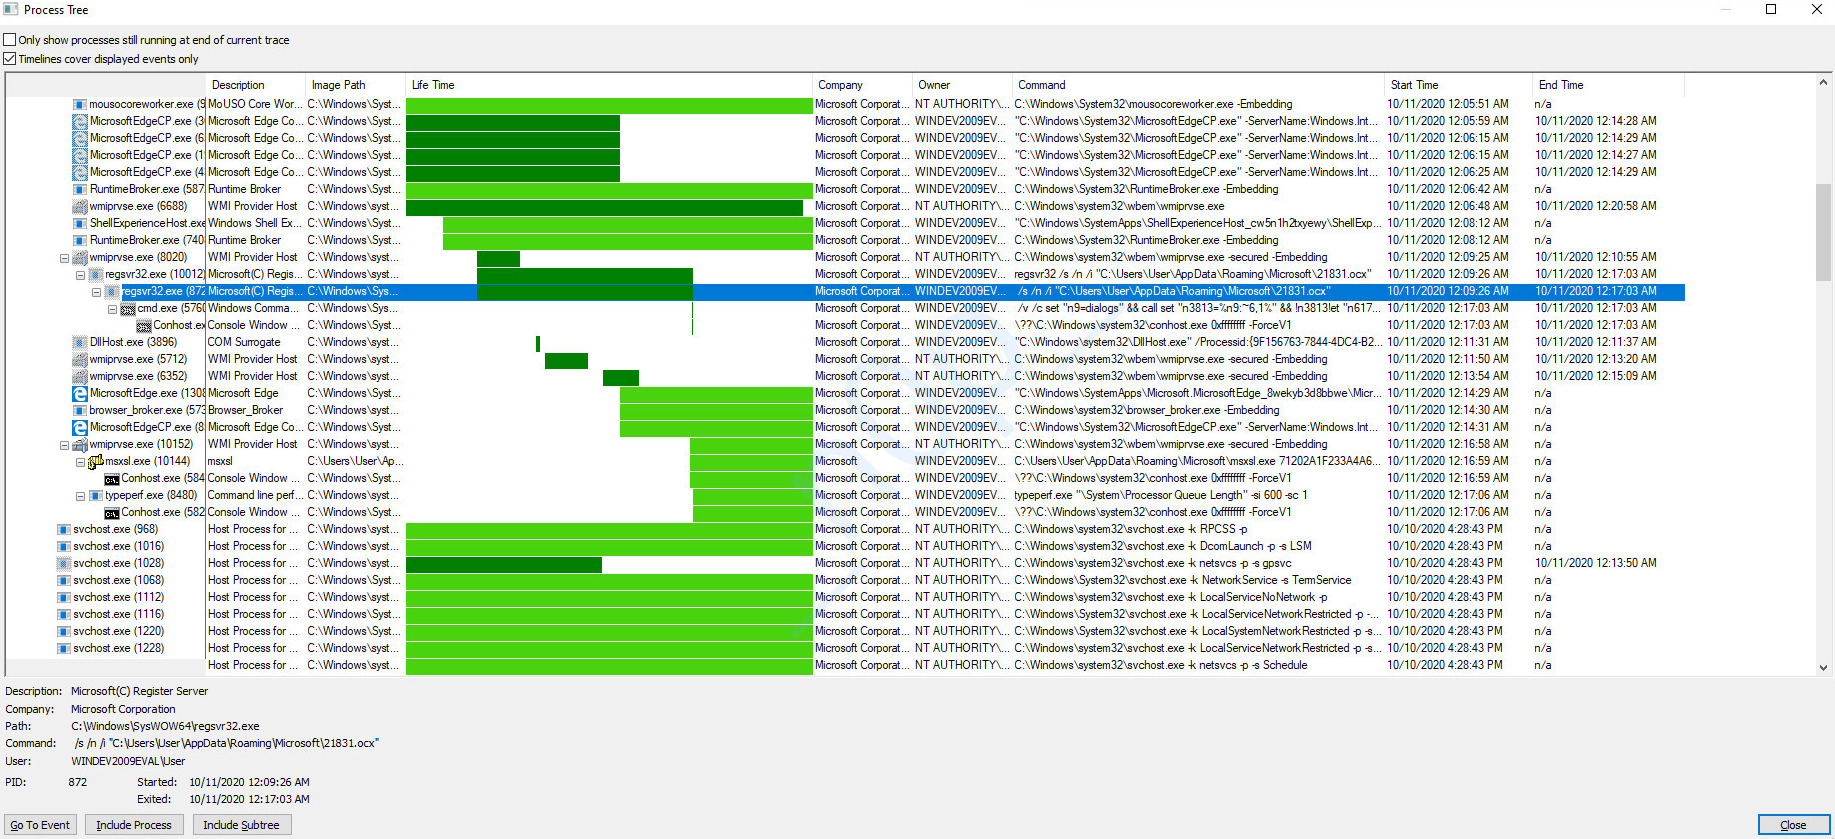 Process Tree
Only show processes still running at end of current trace
Timelines cover displayed events only
Description Image Path Life Time Company Owner Command Start Time End Time
mousocoreworker.exe (9 MoUSO Core Wor... C:\Windows\Syst... Microsoft Corporat... NT AUTHORITY\... C:\Windows\System32\mousocoreworker.exe -Embedding 10/11/2020 12:05:51 AM n/a
MicrosoftEdgeCP.exe (3 Microsoft Edge Co... C:\Windows\Syst... Microsoft Corporat... WINDEV2009EV... "C:\Windows\System32\MicrosoftEdgeCP.exe" -ServerName:Windows.Int... 10/11/2020 12:05:59 AM 10/11/2020 12:14:28 AM
MicrosoftEdgeCP.exe (6 Microsoft Edge Co... C:\Windows\Syst... Microsoft Corporat... WINDEV2009EV... "C:\Windows\System32\MicrosoftEdgeCP.exe" -ServerName:Windows.Int... 10/11/2020 12:06:15 AM 10/11/2020 12:14:29 AM
MicrosoftEdgeCP.exe (1 Microsoft Edge Co... C:\Windows\Syst... Microsoft Corporat... WINDEV2009EV... "C:\Windows\System32\MicrosoftEdgeCP.exe" -ServerName:Windows.Int... 10/11/2020 12:06:15 AM 10/11/2020 12:14:27 AM
MicrosoftEdgeCP.exe (4 Microsoft Edge Co... C:\Windows\Syst... Microsoft Corporat... WINDEV2009EV... "C:\Windows\System32\MicrosoftEdgeCP.exe" -ServerName:Windows.Int... 10/11/2020 12:06:25 AM 10/11/2020 12:14:29 AM
RuntimeBroker.exe (587 Runtime Broker C:\Windows\Syst... Microsoft Corporat... WINDEV2009EV... C:\Windows\System32\RuntimeBroker.exe -Embedding 10/11/2020 12:06:42 AM n/a
wmiprvse.exe (6688) WMI Provider Host C:\Windows\syst... Microsoft Corporat... NT AUTHORITY\... C:\Windows\system32\wbem\wmiprvse.exe 10/11/2020 12:06:48 AM 10/11/2020 12:20:58 AM
ShellExperienceHost.exe Windows Shell Ex... C:\Windows\Syst... Microsoft Corporat... WINDEV2009EV... "C:\Windows\SystemApps\ShellExperienceHost_cw5n1h2txyewy\ShellExp... 10/11/2020 12:08:12 AM n/a
RuntimeBroker.exe (740 Runtime Broker C:\Windows\Syst... Microsoft Corporat... WINDEV2009EV... C:\Windows\System32\RuntimeBroker.exe -Embedding 10/11/2020 12:08:12 AM n/a
wmiprvse.exe (8020) WMI Provider Host C:\Windows\syst... Microsoft Corporat... NT AUTHORITY\... C:\Windows\system32\wbem\wmiprvse.exe -secured -Embedding 10/11/2020 12:09:25 AM 10/11/2020 12:10:55 AM
regsvr32.exe (10012) Microsoft(C) Regis... C:\Windows\syst... Microsoft Corporat... WINDEV2009EV... regsvr32 /s /n /i "C:\Users\User\AppData\Roaming\Microsoft\21831.ocx" 10/11/2020 12:09:26 AM 10/11/2020 12:17:03 AM
regsvr32.exe (872 Microsoft(C) Regis... C:\Windows\Sys... Microsoft Corporat... WINDEV2009EV... /s /n /i "C:\Users\User\AppData\Roaming\Microsoft\21831.ocx" 10/11/2020 12:09:26 AM 10/11/2020 12:17:03 AM
cmd.exe (5760 Windows Comma... C:\Windows\Sys... Microsoft Corporat... WINDEV2009EV... /v /c set "n9=dialogs" && call set "n3813=%n9:~6,1%" && !n3813!let "n617... 10/11/2020 12:17:03 AM 10/11/2020 12:17:03 AM
Conhost.ex Console Window ... C:\Windows\syst... Microsoft Corporat... WINDEV2009EV... \??\C:\Windows\system32\conhost.exe 0xffffffff -ForceV1 10/11/2020 12:17:03 AM 10/11/2020 12:17:03 AM
DllHost.exe (3896) COM Surrogate C:\Windows\syst... Microsoft Corporat... WINDEV2009EV... "C:\Windows\system32\DllHost.exe" /Processid:{9F156763-7844-4DC4-B2... 10/11/2020 12:11:31 AM 10/11/2020 12:11:37 AM
wmiprvse.exe (5712) WMI Provider Host C:\Windows\syst... Microsoft Corporat... NT AUTHORITY\... C:\Windows\system32\wbem\wmiprvse.exe -secured -Embedding 10/11/2020 12:11:50 AM 10/11/2020 12:13:20 AM
wmiprvse.exe (6352) WMI Provider Host C:\Windows\syst... Microsoft Corporat... NT AUTHORITY\... C:\Windows\system32\wbem\wmiprvse.exe -secured -Embedding 10/11/2020 12:13:54 AM 10/11/2020 12:15:09 AM
MicrosoftEdge.exe (1308 Microsoft Edge C:\Windows\Syst... Microsoft Corporat... WINDEV2009EV... "C:\Windows\SystemApps\Microsoft.MicrosoftEdge_8wekyb3d8bbwe\Micr... 10/11/2020 12:14:29 AM n/a
browser_broker.exe (573 Browser_Broker C:\Windows\syst... Microsoft Corporat... WINDEV2009EV... C:\Windows\system32\browser_broker.exe -Embedding 10/11/2020 12:14:30 AM n/a
MicrosoftEdgeCP.exe (8 Microsoft Edge Co... C:\Windows\Syst... Microsoft Corporat... WINDEV2009EV... "C:\Windows\System32\MicrosoftEdgeCP.exe" -ServerName:Windows.Int... 10/11/2020 12:14:31 AM n/a
wmiprvse.exe (10152) WMI Provider Host C:\Windows\syst... Microsoft Corporat... NT AUTHORITY\... C:\Windows\system32\wbem\wmiprvse.exe -secured -Embedding 10/11/2020 12:16:58 AM n/a
msxsl.exe (10144) msxsl C:\Users\User\Ap... Microsoft WINDEV2009EV... C:\Users\User\AppData\Roaming\Microsoft\msxsl.exe 71202A1F233A4A6... 10/11/2020 12:16:59 AM n/a
Conhost.exe (584 Console Window ... C:\Windows\syst... Microsoft Corporat... WINDEV2009EV... \??\C:\Windows\system32\conhost.exe 0xffffffff -ForceV1 10/11/2020 12:16:59 AM n/a
typeperf.exe (8480) Command line perf... C:\Windows\syst... Microsoft Corporat... WINDEV2009EV... typeperf.exe "\System\Processor Queue Length" -si 600 -sc 1 10/11/2020 12:17:06 AM n/a
Conhost.exe (582 Console Window ... C:\Windows\syst... Microsoft Corporat... WINDEV2009EV... \??\C:\Windows\system32\conhost.exe 0xffffffff -ForceV1 10/11/2020 12:17:06 AM n/a
svchost.exe (968) Host Process for ... C:\Windows\syst... Microsoft Corporat... NT AUTHORITY\... C:\Windows\system32\svchost.exe -k RPCSS -p 10/10/2020 4:28:43 PM n/a
svchost.exe (1016) Host Process for ... C:\Windows\syst... Microsoft Corporat... NT AUTHORITY\... C:\Windows\system32\svchost.exe -k DcomLaunch -p -s LSM 10/10/2020 4:28:43 PM n/a
svchost.exe (1028) Host Process for ... C:\Windows\syst... Microsoft Corporat... NT AUTHORITY\... C:\Windows\system32\svchost.exe -k netsvcs -p -s gpsvc 10/10/2020 4:28:43 PM 10/11/2020 12:13:50 AM
svchost.exe (1068) Host Process for ... C:\Windows\Syst... Microsoft Corporat... NT AUTHORITY\... C:\Windows\System32\svchost.exe -k NetworkService -s TermService 10/10/2020 4:28:43 PM n/a
svchost.exe (1112) Host Process for ... C:\Windows\syst... Microsoft Corporat... NT AUTHORITY\... C:\Windows\system32\svchost.exe -k LocalServiceNoNetwork -p 10/10/2020 4:28:43 PM n/a
svchost.exe (1116) Host Process for ... C:\Windows\Syst... Microsoft Corporat... NT AUTHORITY\... C:\Windows\System32\svchost.exe -k LocalServiceNetworkRestricted -p -... 10/10/2020 4:28:43 PM n/a
svchost.exe (1220) Host Process for ... C:\Windows\Syst... Microsoft Corporat... NT AUTHORITY\... C:\Windows\System32\svchost.exe -k LocalSystemNetworkRestricted -p -s... 10/10/2020 4:28:43 PM n/a
svchost.exe (1228) Host Process for ... C:\Windows\syst... Microsoft Corporat... NT AUTHORITY\... C:\Windows\system32\svchost.exe -k LocalServiceNetworkRestricted -p -s... 10/10/2020 4:28:43 PM n/a
Host Process for ... C:\Windows\syst... Microsoft Corporat... NT AUTHORITY\... C:\Windows\system32\svchost.exe -k netsvcs -p -s Schedule 10/10/2020 4:28:43 PM n/a
Description: Microsoft(C) Register Server
Company: Microsoft Corporation
Path: C:\Windows\SysWOW64\regsvr32.exe
Command: /s /n /i "C:\Users\User\AppData\Roaming\Microsoft\21831.ocx"
User: WINDEV2009EVAL\User
PID: 872 Started: 10/11/2020 12:09:26 AM
Exited: 10/11/2020 12:17:03 AM
Go To Event Include Process Include Subtree Close